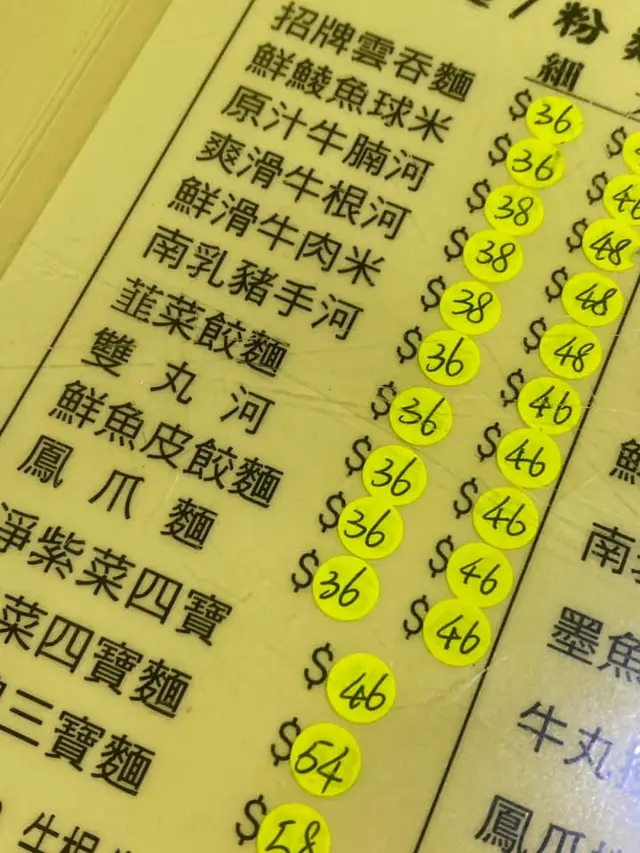 /粉
細
招牌雲吞麵 $36 $
鮮鯪魚球米 $36 $46
原汁牛腩河 $38 $48
爽滑牛根河 $38 $48
鮮滑牛肉米 $38 $48
南乳豬手河 $36 $46
韮菜餃麵 $36 $46
雙丸河 $36 $46
鮮魚皮餃麵 $36 $46
鳳爪麵 $36 $46
淨紫菜四寶 $46
菜四寶麵 $54
三寶麵 $58
牛根
南
墨魚
牛丸
鳳爪